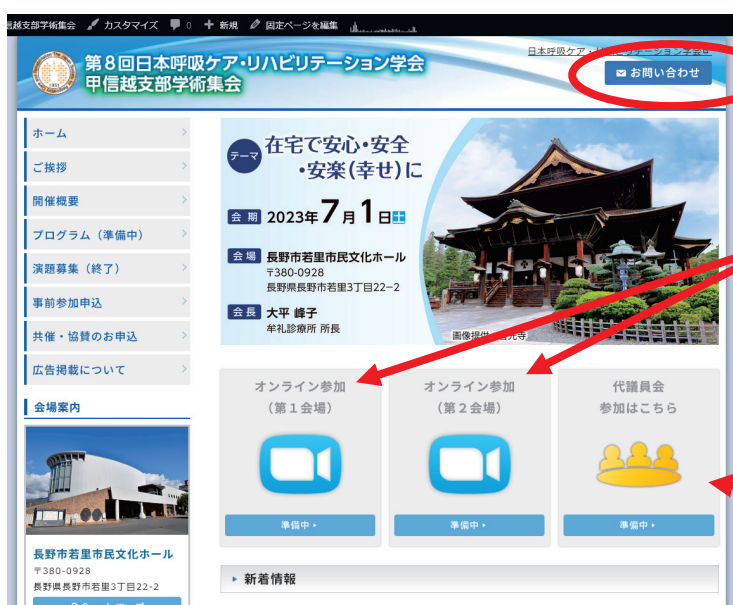 信越支部学術集会 カスタマイズ 0 新規 固定ページを編集
第8回日本呼吸ケア・リハビリテーション学会
甲信越支部学術集会
日本呼吸ケア・リハビリテーション学会
お問い合わせ
ホーム
ご挨拶
開催概要
プログラム（準備中）
演題募集（終了）
事前参加申込
共催・協賛のお申込
広告掲載について
会場案内
長野市若里市民文化ホール
〒380-0928
長野県長野市若里3丁目22-2
テーマ
在宅で安心・安全
・安楽(幸せ)に
会期 2023年7月1日土
会場 長野市若里市民文化ホール
〒380-0928
長野県長野市若里3丁目22−2
会長 大平 峰子
牟礼診療所 所長
画像提供 善光寺
オンライン参加
（第１会場）
準備中
オンライン参加
（第２会場）
準備中
代議員会
参加はこちら
準備中
新着情報